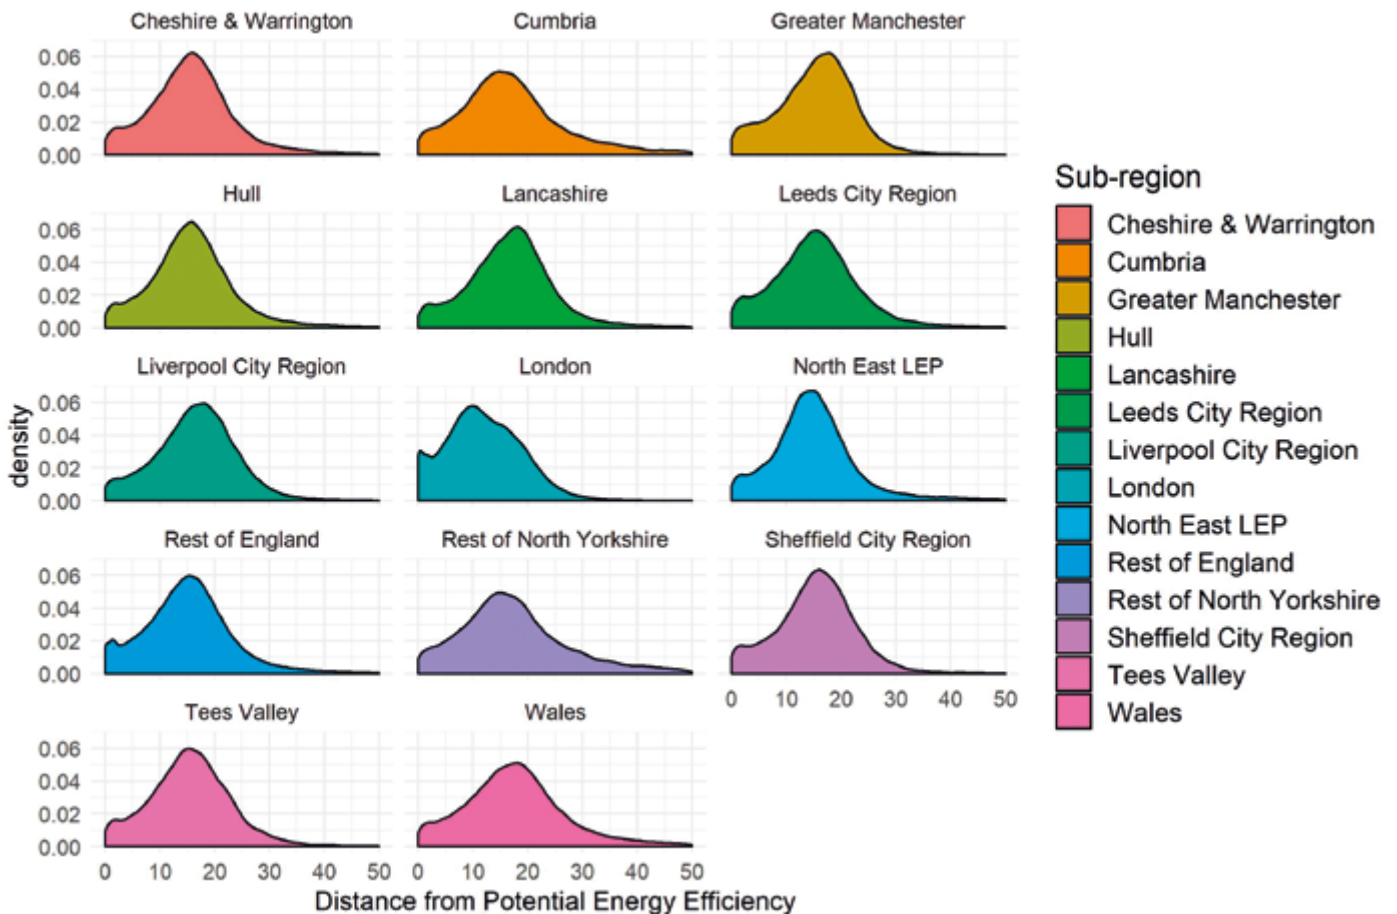 Cheshire & Warrington Cumbria Greater Manchester
0.06
0.04
0.02
0.00
Hull Lancashire Leeds City Region
0.06
0.04
0.02
0.00
Liverpool City Region London North East LEP
0.06
0.04
0.02
0.00
density
Rest of England Rest of North Yorkshire Sheffield City Region
0.06
0.04
0.02
0.00
0 10 20 30 40 50
Tees Valley Wales
0.06
0.04
0.02
0.00
0 10 20 30 40 50 0 10 20 30 40 50
Distance from Potential Energy Efficiency
Sub-region
Cheshire & Warrington
Cumbria
Greater Manchester
Hull
Lancashire
Leeds City Region
Liverpool City Region
London
North East LEP
Rest of England
Rest of North Yorkshire
Sheffield City Region
Tees Valley
Wales